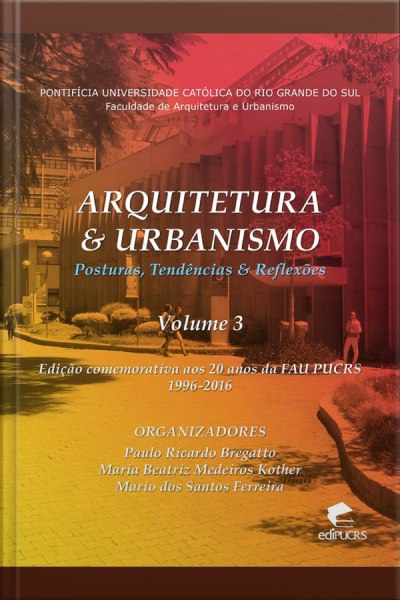 PONTIFÍCIA UNIVERSIDADE CATÓLICA DO RIO GRANDE DO SUL
Faculdade de Arquitetura e Urbanismo
ARQUITETURA
& URBANISMO
Posturas, Tendências & Reflexões
Volume 3
Edição comemorativa aos 20 anos da FAU PUCRS
1996-2016
ORGANIZADORES
Paulo Ricardo Bregatto
Maria Beatriz Medeiros Kother
Mario dos Santos Ferreira
ediPUCRS